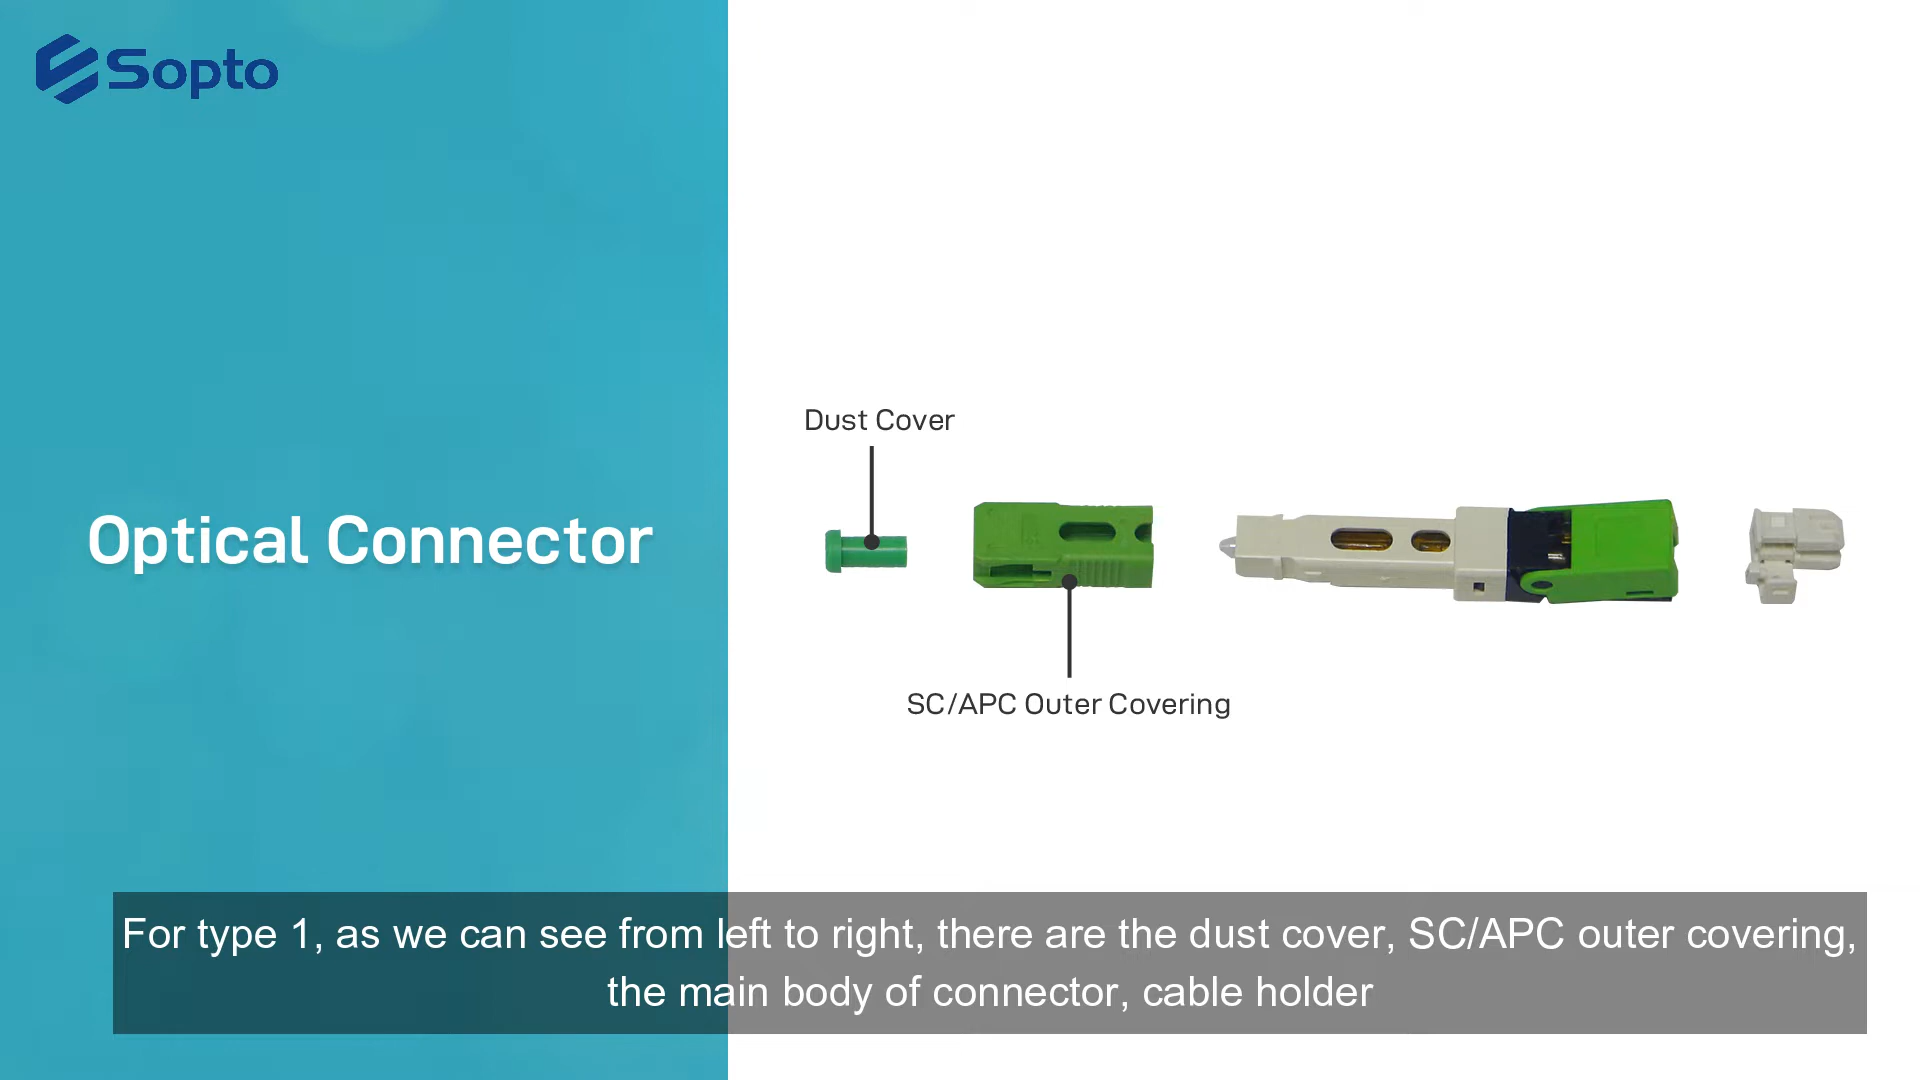 Sopto
Dust Cover
Optical Connector
SC/APC Outer Covering
For type 1, as we can see from left to right, there are the dust cover, SC/APC outer covering,
the main body of connector, cable holder